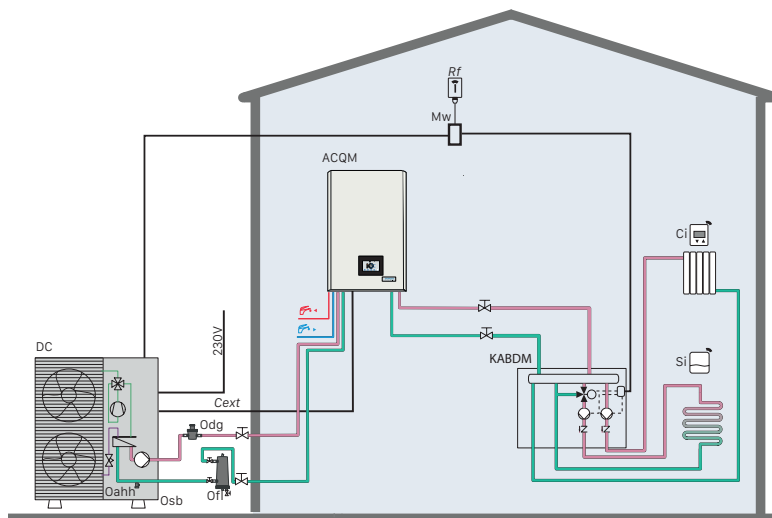 Rf
Mw
ACQM
Ci
230V
DC
KABDM
Si
Cext
Odg
Oahh
Ofl
Osb